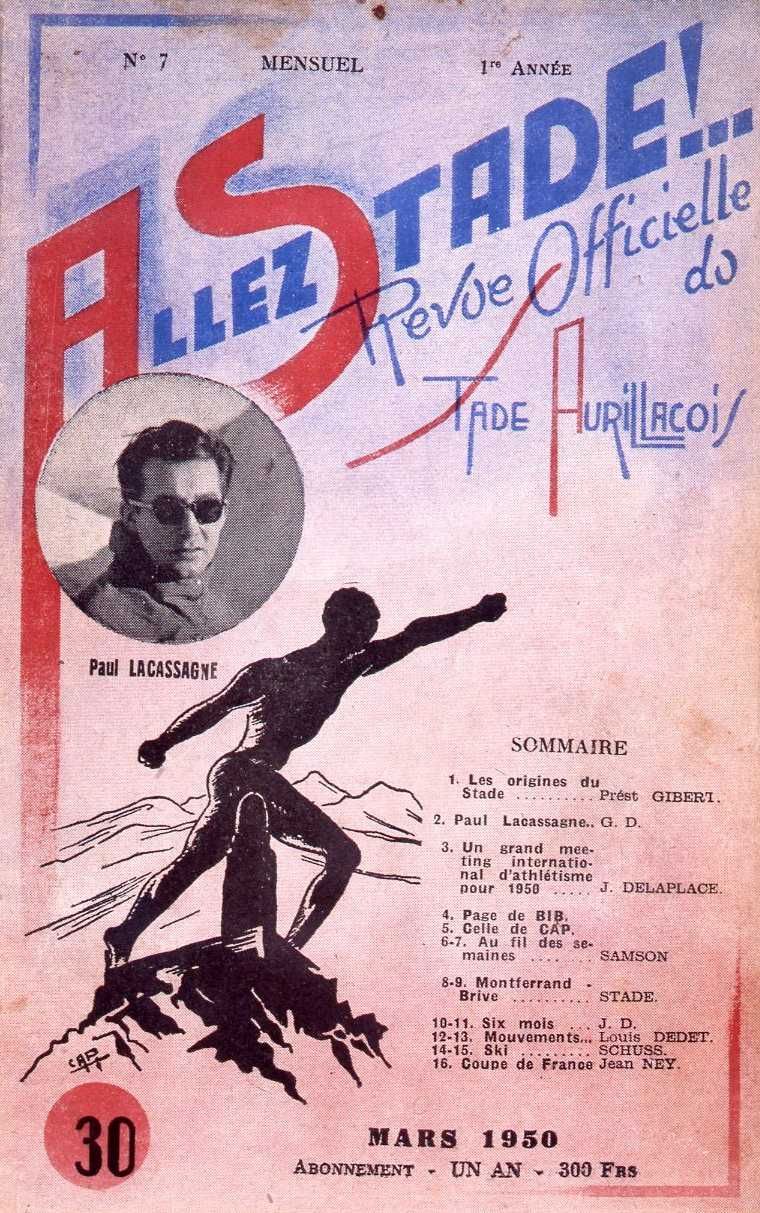 N° 7 MENSUEL 1re ANNÉE
ALLEZ STADE!..
Revue Officielle
du
STADE AURILLACOIS
Paul LACASSAGNE
SOMMAIRE
1. Les origines du
Stade .......... Prést GIBERT.
2. Paul Lacassagne.. G. D.
3. Un grand mee-
ting internatio-
nal d'athlétisme
pour 1950 ..... J. DELAPLACE.
4. Page de BIB.
5. Celle de CAP.
6-7. Au fil des se-
maines ....... SAMSON
8-9. Montferrand -
Brive .......... STADE.
10-11. Six mois ... J. D.
12-13. Mouvements... Louis DEDET.
14-15. Ski ......... SCHUSS.
16. Coupe de France Jean NEY.
CAP
30
MARS 1950
ABONNEMENT - UN AN - 300 FRS